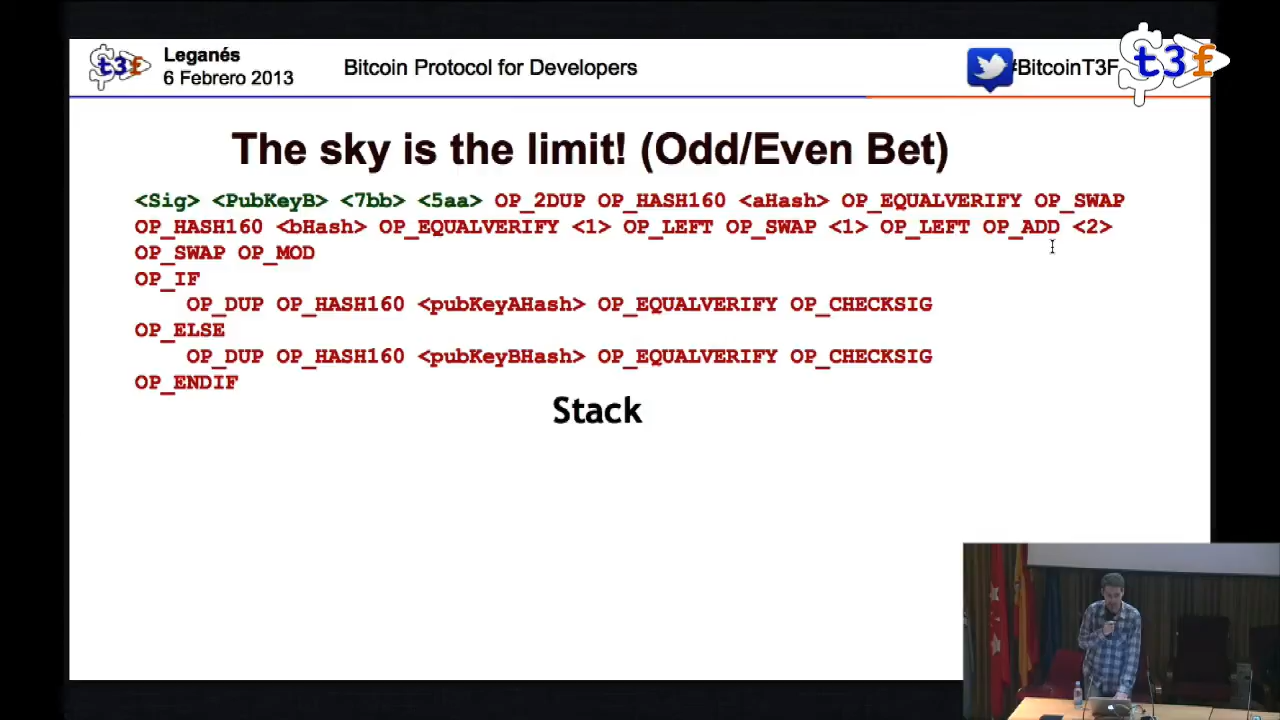 t3f
Leganés
6 Febrero 2013
Bitcoin Protocol for Developers
#BitcoinT3F
t3f
The sky is the limit! (Odd/Even Bet)
<Sig> <PubKeyB> <7bb> <5aa> OP_2DUP OP_HASH160 <aHash> OP_EQUALVERIFY OP_SWAP
OP_HASH160 <bHash> OP_EQUALVERIFY <1> OP_LEFT OP_SWAP <1> OP_LEFT OP_ADD <2>
OP_SWAP OP_MOD
OP_IF
OP_DUP OP_HASH160 <pubKeyAHash> OP_EQUALVERIFY OP_CHECKSIG
OP_ELSE
OP_DUP OP_HASH160 <pubKeyBHash> OP_EQUALVERIFY OP_CHECKSIG
OP_ENDIF
Stack